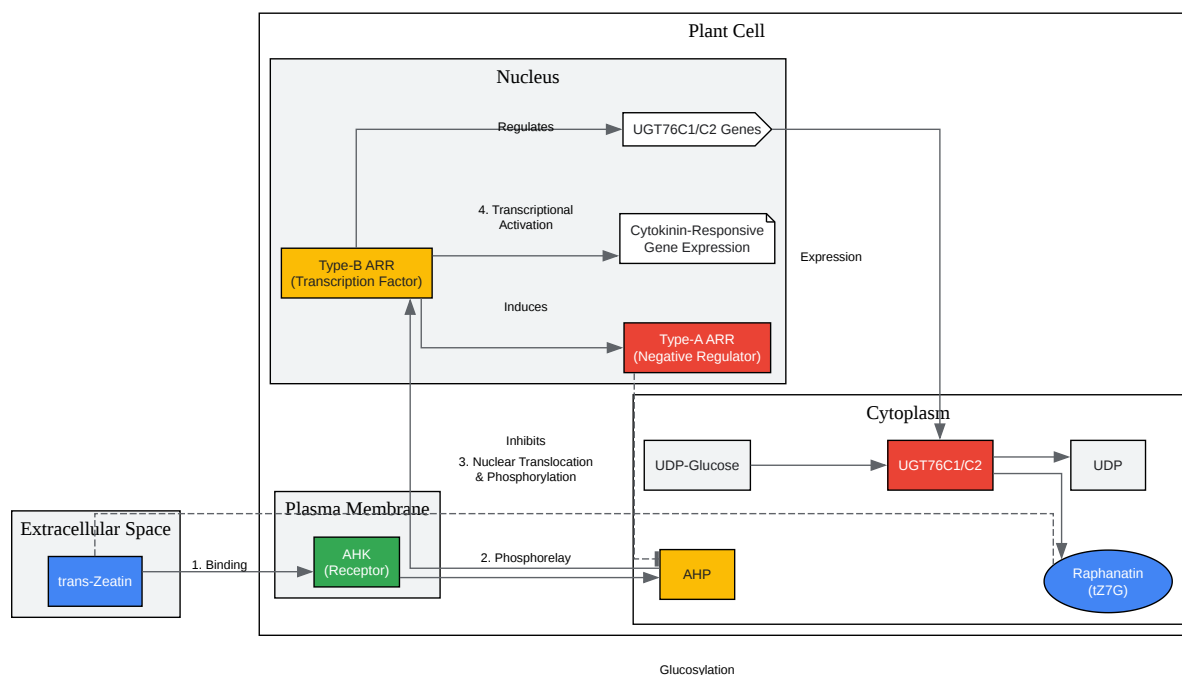 Plant Cell
Nucleus
Regulates
UGT76C1/C2 Genes
4. Transcriptional
Activation
Cytokinin-Responsive
Gene Expression
Type-B ARR
(Transcription Factor)
Expression
Induces
Type-A ARR
(Negative Regulator)
Cytoplasm
Inhibits
3. Nuclear Translocation
& Phosphorylation
UDP-Glucose
UGT76C1/C2
UDP
Plasma Membrane
Extracellular Space
AHK
(Receptor)
1. Binding
2. Phosphorelay
trans-Zeatin
AHP
Raphanatin
(tZ7G)
Glucosylation